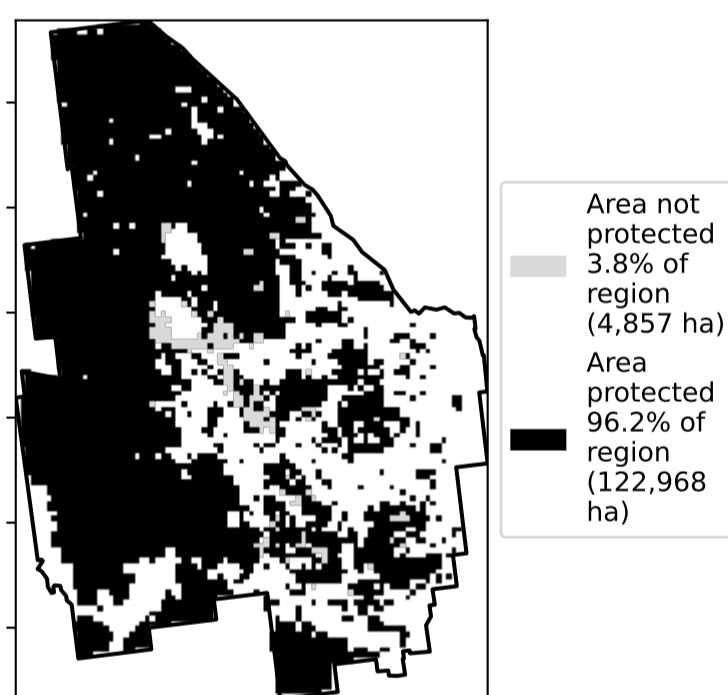 Area not
protected
3.8% of
region
(4,857 ha)
Area
protected
96.2% of
region
(122,968
ha)